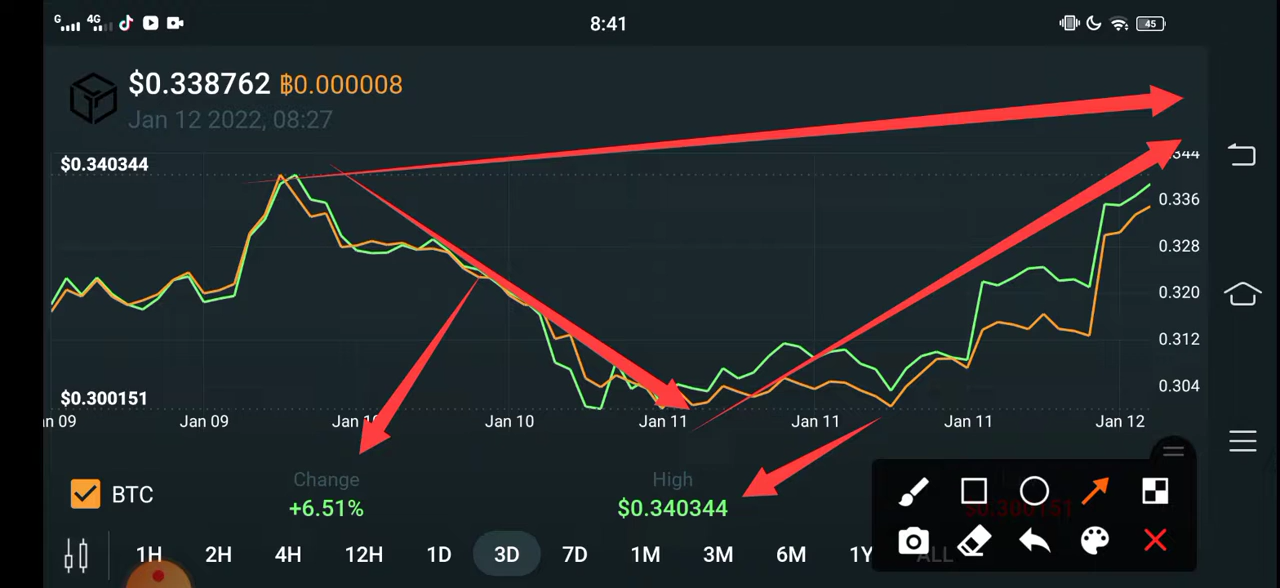 G 4G 8:41 45
$0.338762 ฿0.000008
Jan 12 2022, 08:27
$0.340344
0.336
0.328
0.320
0.312
0.304
$0.300151
n 09 Jan 09 Jan 10 Jan 11 Jan 11 Jan 11 Jan 12
BTC
Change
+6.51%
High
$0.340344
$0.300151
1H 2H 4H 12H 1D 3D 7D 1M 3M 6M 1Y ALL